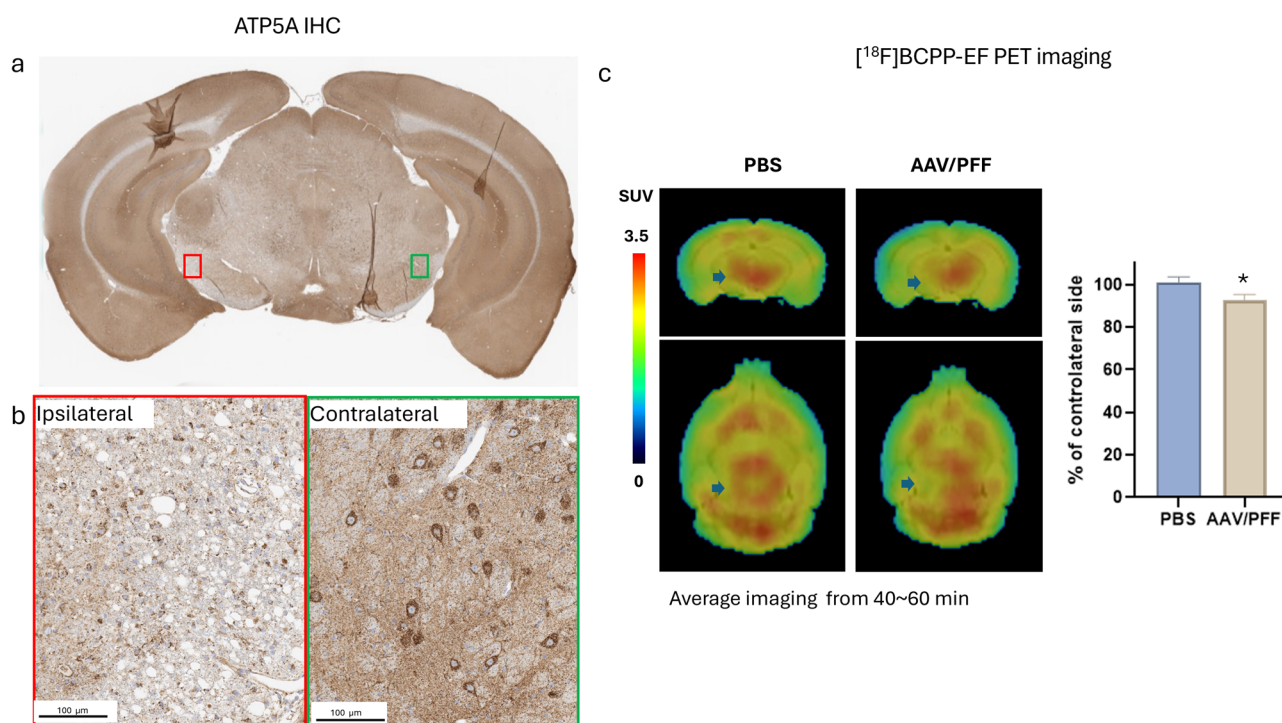 ATP5A IHC
a
b
Ipsilateral
Contralateral
100 µm
100 µm
c
[¹⁸F]BCPP-EF PET imaging
PBS
AAV/PFF
SUV
3.5
0
Average imaging from 40~60 min
% of controlateral side
100
80
60
40
20
0
*
PBS
AAV/PFF